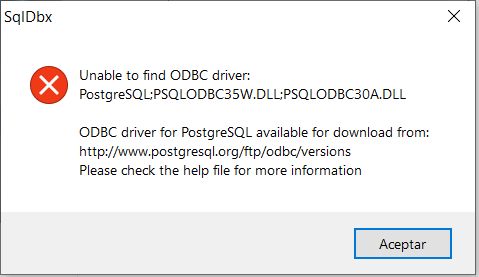 SqlDbx
Unable to find ODBC driver:
PostgreSQL;PSQLODBC35W.DLL;PSQLODBC30A.DLL
ODBC driver for PostgreSQL available for download from:
http://www.postgresql.org/ftp/odbc/versions
Please check the help file for more information
Aceptar